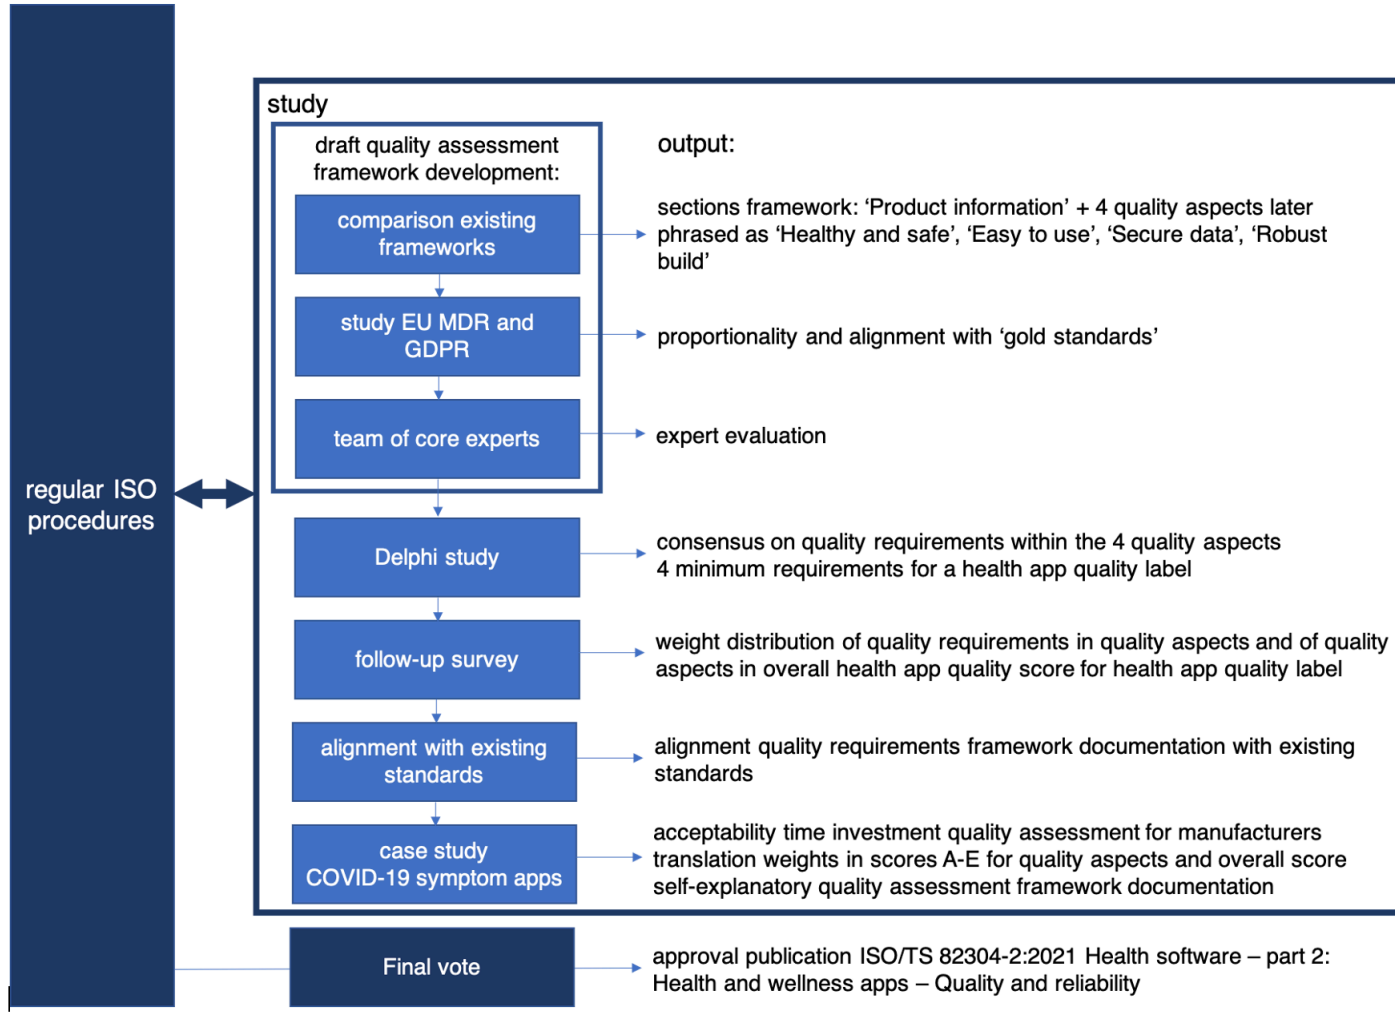 study
draft quality assessment
framework development:
output:
comparison existing
frameworks
sections framework: ‘Product information’ + 4 quality aspects later
phrased as ‘Healthy and safe’, ‘Easy to use’, ‘Secure data’, ‘Robust
build’
study EU MDR and
GDPR
proportionality and alignment with ‘gold standards’
team of core experts
expert evaluation
regular ISO
procedures
Delphi study
consensus on quality requirements within the 4 quality aspects
4 minimum requirements for a health app quality label
follow-up survey
weight distribution of quality requirements in quality aspects and of quality
aspects in overall health app quality score for health app quality label
alignment with existing
standards
alignment quality requirements framework documentation with existing
standards
case study
COVID-19 symptom apps
acceptability time investment quality assessment for manufacturers
translation weights in scores A-E for quality aspects and overall score
self-explanatory quality assessment framework documentation
Final vote
approval publication ISO/TS 82304-2:2021 Health software – part 2:
Health and wellness apps – Quality and reliability